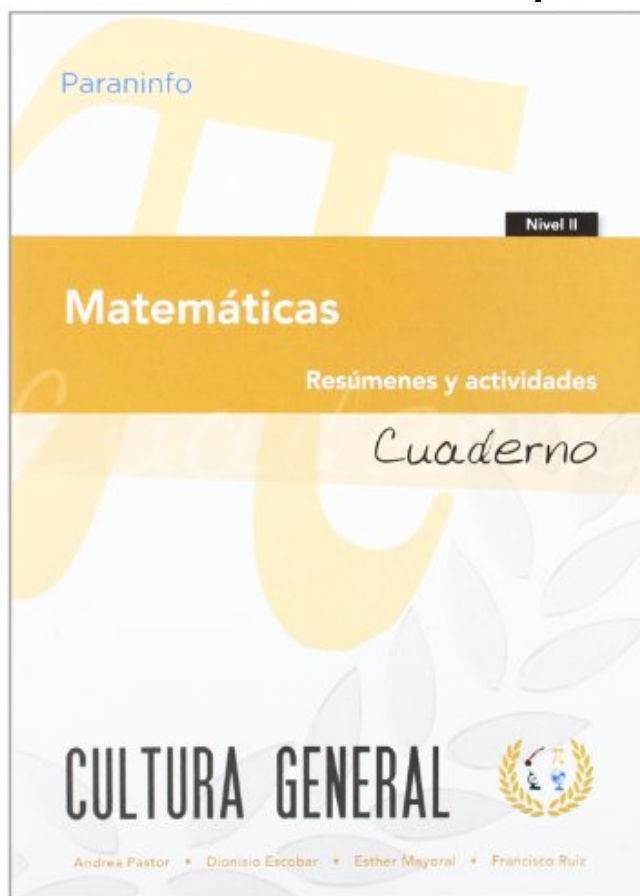 Paraninfo
Nivel II
Matemáticas
Resúmenes y actividades
Cuaderno
CULTURA GENERAL
Andrea Pastor • Dionisio Escobar • Esther Mayoral • Francisco Ruiz